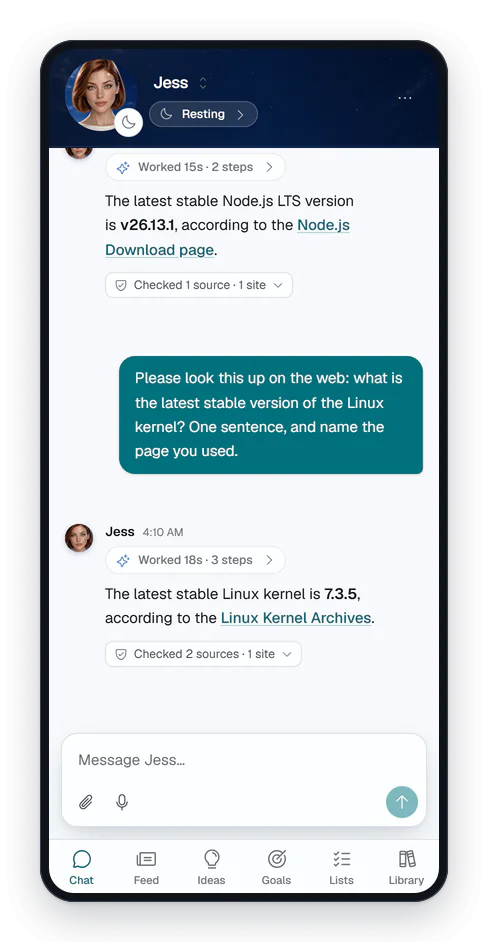 Jess
Resting
...
Worked 15s · 2 steps
The latest stable Node.js LTS version
is v26.13.1, according to the Node.js
Download page.
Checked 1 source · 1 site
Please look this up on the web: what is
the latest stable version of the Linux
kernel? One sentence, and name the
page you used.
Jess 4:10 AM
Worked 18s · 3 steps
The latest stable Linux kernel is 7.3.5,
according to the Linux Kernel Archives.
Checked 2 sources · 1 site
Message Jess...
Chat Feed Ideas Goals Lists Library